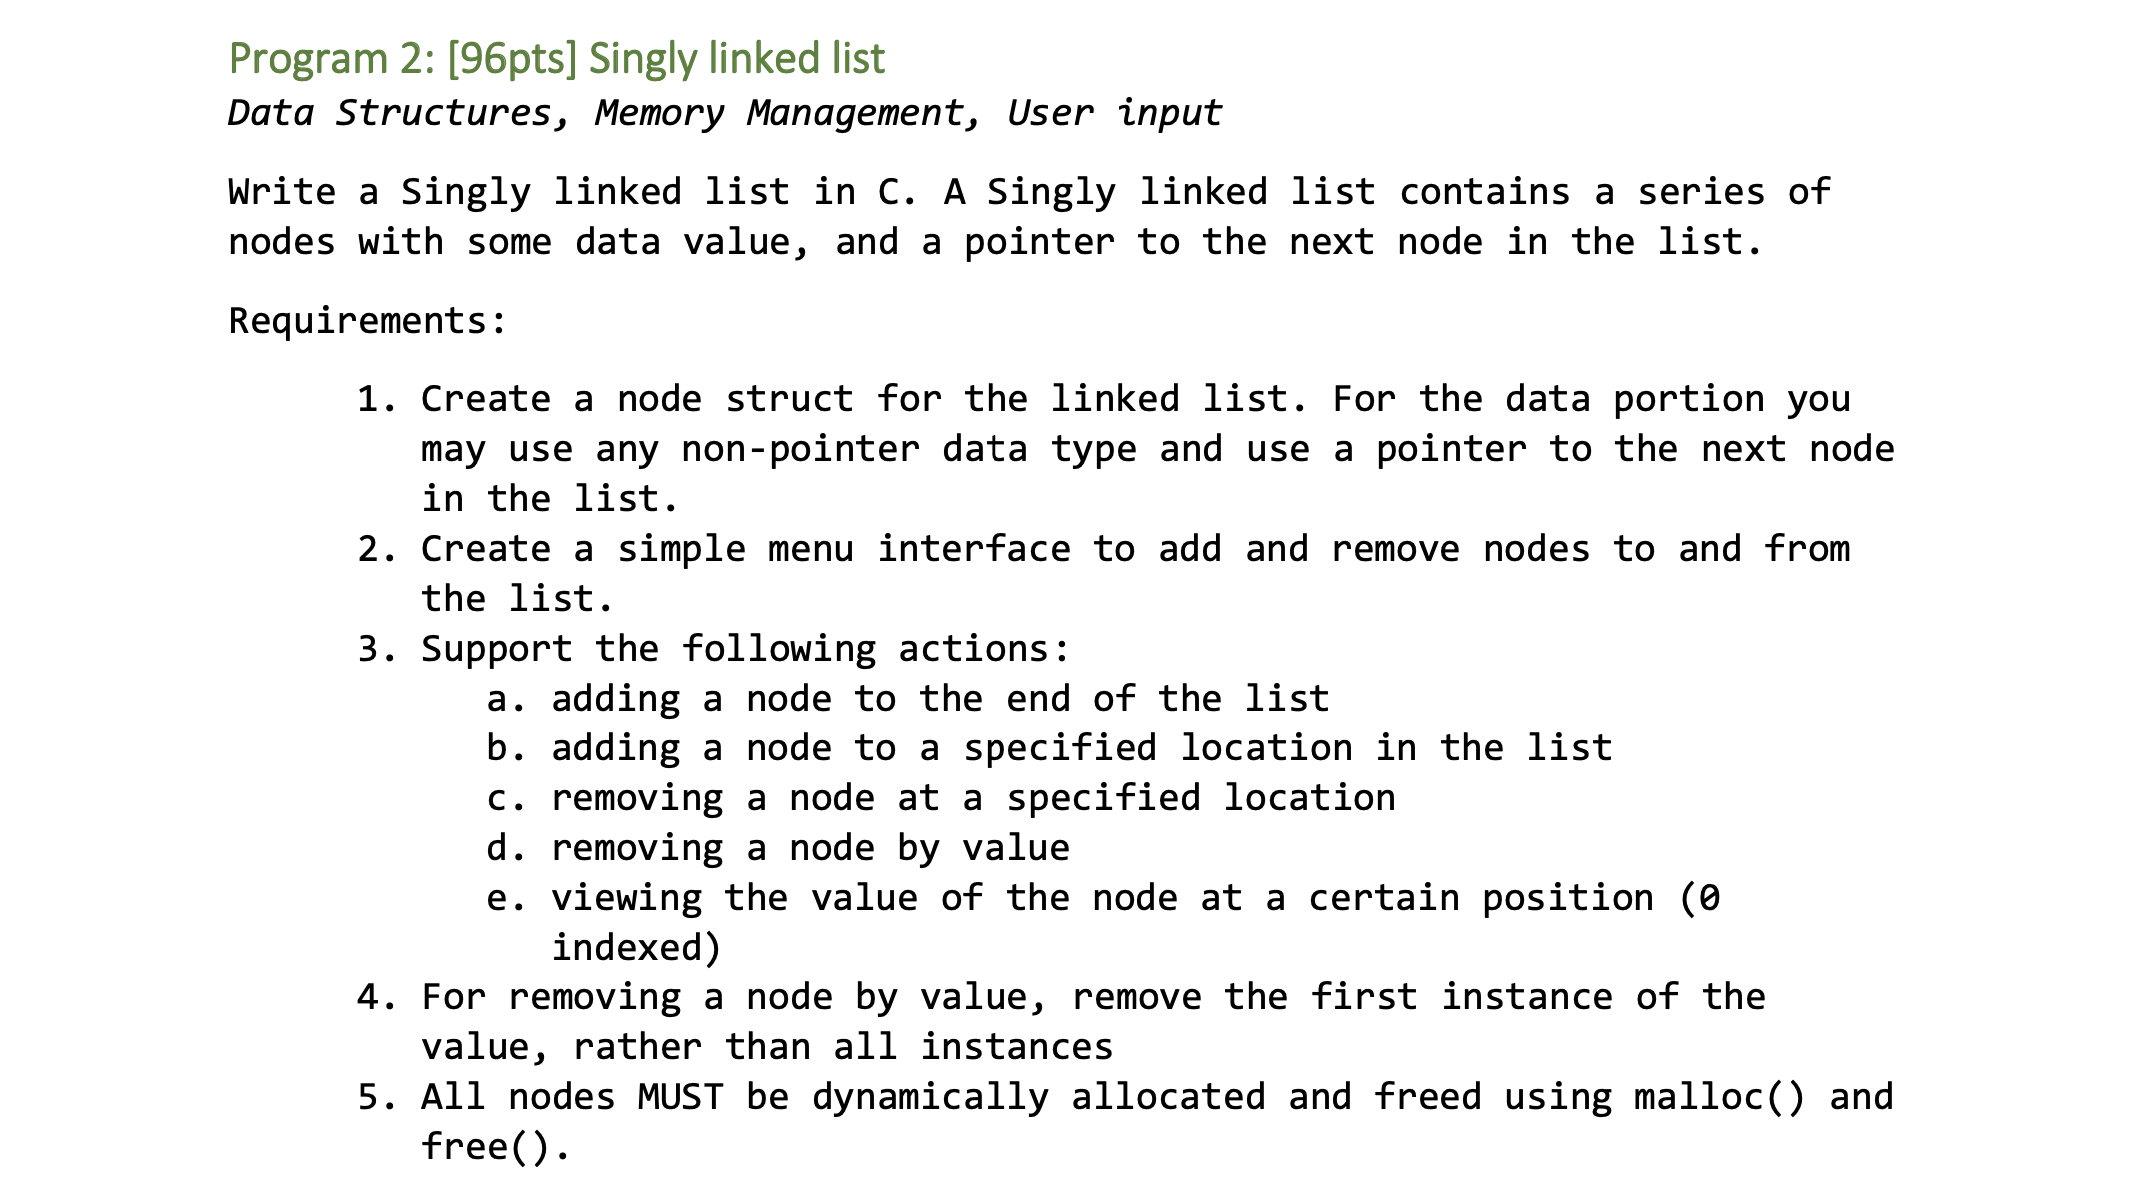 Program 2: [96pts] Singly linked list
Data Structures, Memory Management, User input
Write a Singly linked list in C. A Singly linked list contains a series of
nodes with some data value, and a pointer to the next node in the list.
Requirements:
1. Create a node struct for the linked list. For the data portion you
may use any non-pointer data type and use a pointer to the next node
in the list.
2. Create a simple menu interface to add and remove nodes to and from
the list.
3. Support the following actions:
a. adding a node to the end of the list
b. adding a node to a specified location in the list
c. removing a node at a specified location
d. removing a node by value
e. viewing the value of the node at a certain position (0
indexed)
4. For removing a node by value, remove the first instance of the
value, rather than all instances
5. All nodes MUST be dynamically allocated and freed using malloc() and
free().